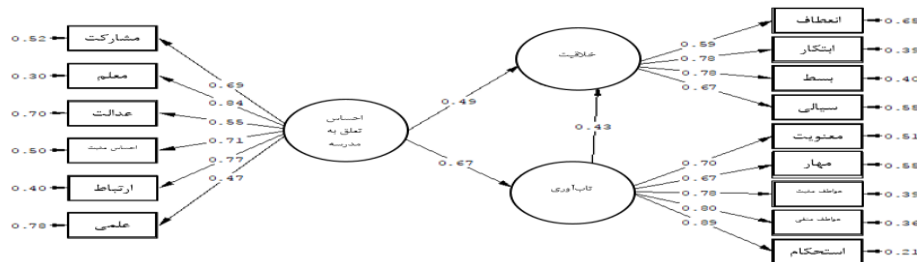 مشارکت
معلم
عدالت
احساس مثبت
ارتباط
علمی
0.52
0.30
0.70
0.50
0.40
0.78
0.69
0.84
0.55
0.71
0.77
0.47
احساس
تعلق به
مدرسه
0.49
0.67
خلاقیت
0.43
تاب‌آوری
0.59
0.78
0.78
0.67
0.70
0.67
0.78
0.80
0.89
انعطاف
ابتکار
بسط
سیالی
معنویت
مهار
عواطف مثبت
عواطف منفی
استحکام
0.65
0.39
0.40
0.55
0.51
0.55
0.39
0.36
0.21